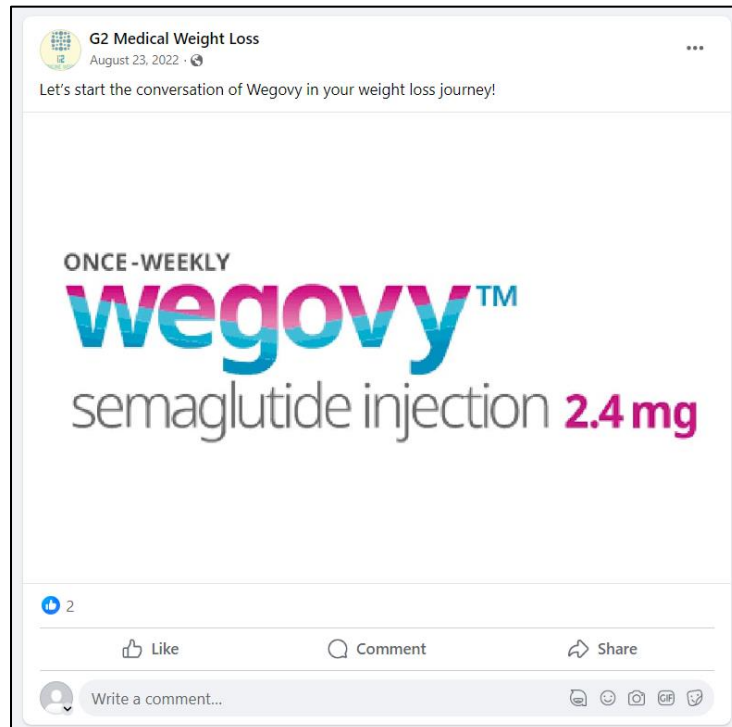 G2 Medical Weight Loss
August 23, 2022 ·
Let's start the conversation of Wegovy in your weight loss journey!
ONCE-WEEKLY
wegovy™
semaglutide injection 2.4 mg
2
Like Comment Share
Write a comment...
GIF